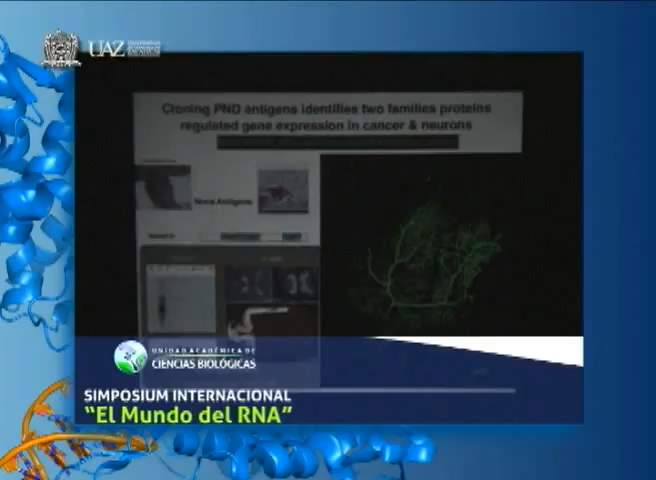 UAZ
Cloning PND antigens identifies two families proteins
regulated gene expression in cancer & neurons
Nova Antigens
UNIDAD ACADÉMICA DE
CIENCIAS BIOLÓGICAS
SIMPOSIUM INTERNACIONAL
"El Mundo del RNA"